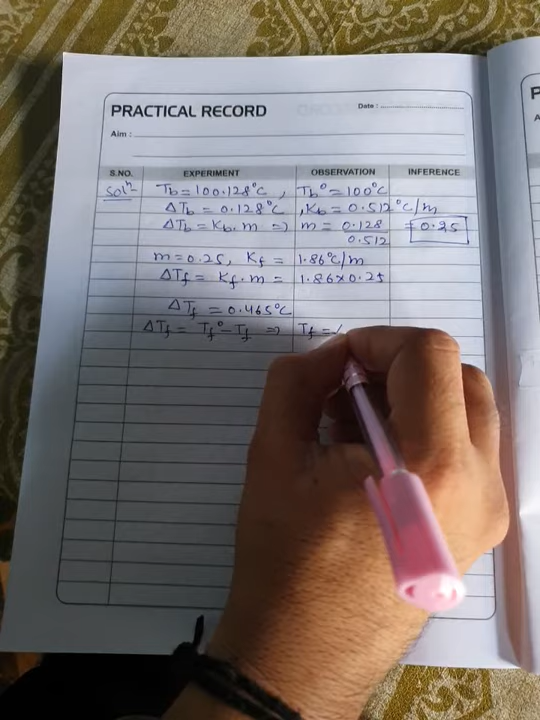 PRACTICAL RECORD
Date :
Aim :
S.NO. EXPERIMENT OBSERVATION INFERENCE
Solⁿ Tb = 100.128°C , Tb° = 100°C
ΔTb = 0.128°C , Kb = 0.512°C/m
ΔTb = Kb.m ⇒ m = 0.128/0.512 = 0.25
m = 0.25, Kf = 1.86°C/m
ΔTf = Kf.m = 1.86×0.25
ΔTf = 0.465°C
ΔTf = Tf° - Tf ⇒ Tf =
P